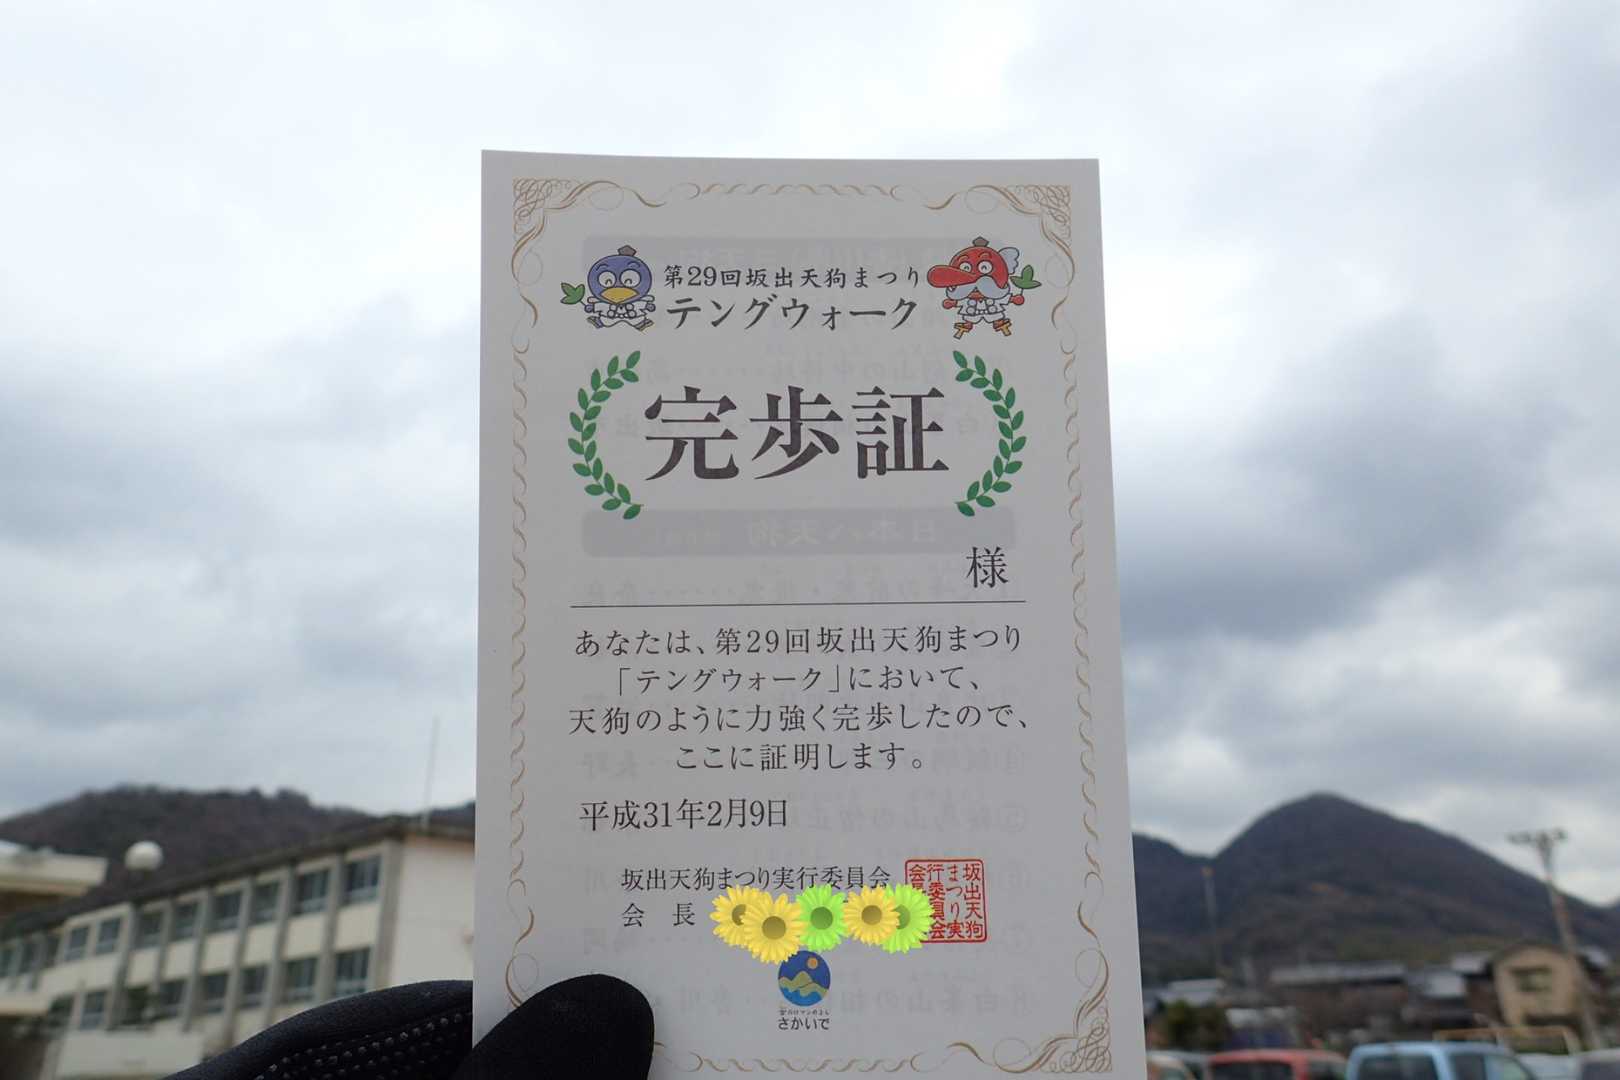 第29回坂出天狗まつり
テングウォーク
完歩証
様
あなたは、第29回坂出天狗まつり
「テングウォーク」において、
天狗のように力強く完歩したので、
ここに証明します。
平成31年2月9日
坂出天狗まつり実行委員会
会 長
坂出天狗
まつり実
行委員会
さかいで